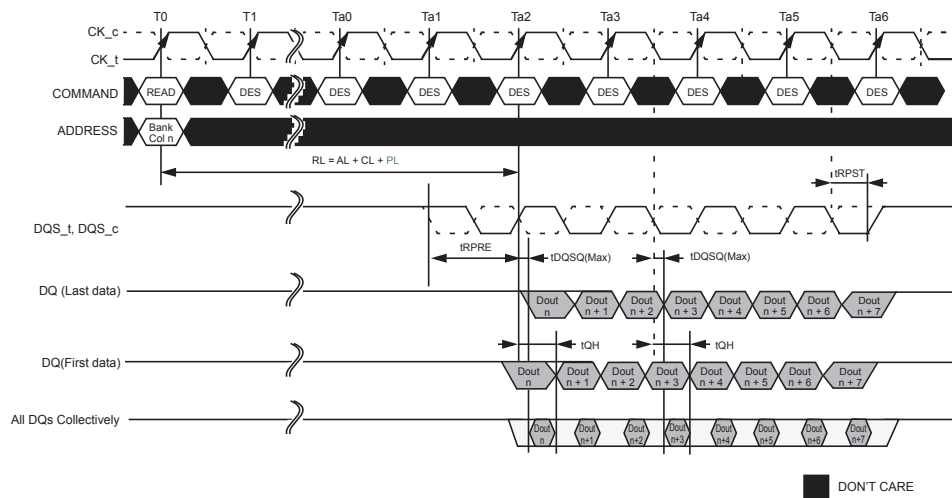 T0 T1 Ta0 Ta1 Ta2 Ta3 Ta4 Ta5 Ta6
CK_c
CK_t
COMMAND READ DES DES DES DES DES DES DES DES
ADDRESS Bank
Col n
RL = AL + CL + PL
tRPST
DQS_t, DQS_c
tRPRE tDQSQ(Max) tDQSQ(Max)
DQ (Last data) Dout Dout Dout Dout Dout Dout Dout Dout
n n + 1 n + 2 n + 3 n + 4 n + 5 n + 6 n + 7
tQH tQH
DQ(First data) Dout Dout Dout Dout Dout Dout Dout Dout
n n + 1 n + 2 n + 3 n + 4 n + 5 n + 6 n + 7
All DQs Collectively Dout Dout Dout Dout Dout Dout Dout Dout
n n+1 n+2 n+3 n+4 n+5 n+6 n+7
DON'T CARE